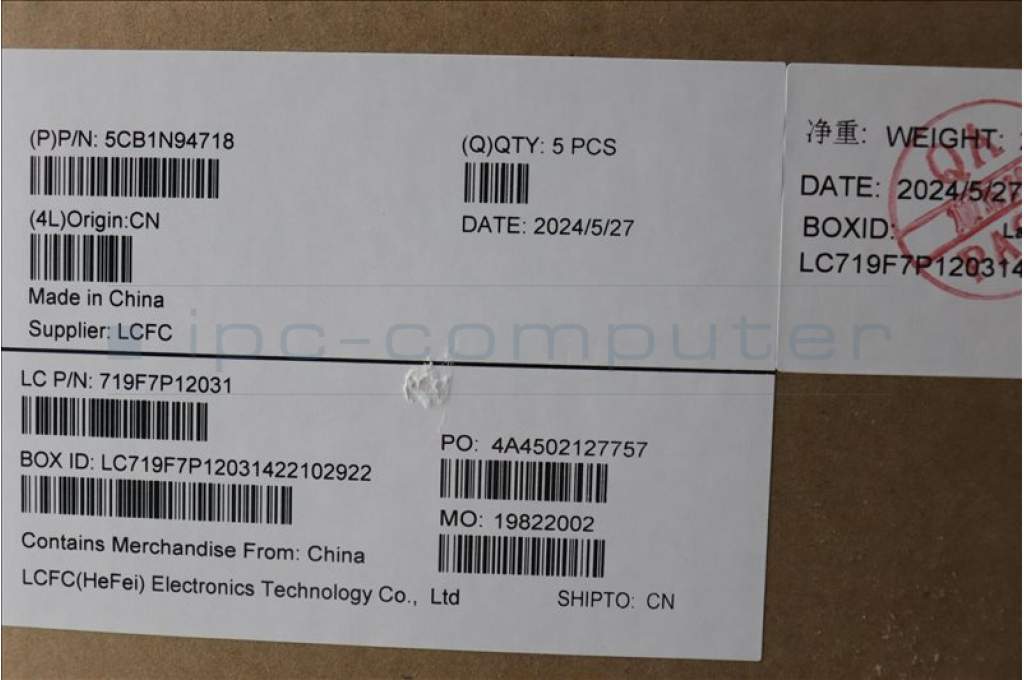 (P)P/N: 5CB1N94718
(Q)QTY: 5 PCS
(4L)Origin:CN
DATE: 2024/5/27
Made in China
Supplier: LCFC
LC P/N: 719F7P12031
BOX ID: LC719F7P12031422102922
PO: 4A4502127757
MO: 19822002
Contains Merchandise From: China
LCFC(HeFei) Electronics Technology Co., Ltd
SHIPTO: CN
净重: WEIGHT:
DATE: 2024/5/27
BOXID:
LC719F7P120314
QA
ipc-computer